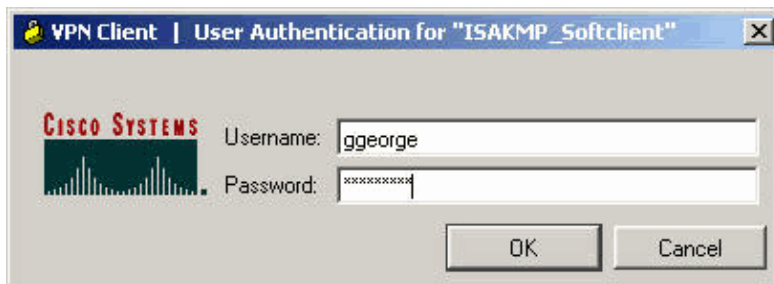 VPN Client | User Authentication for "ISAKMP_Softclient"
CISCO SYSTEMS
Username: ggeorge
Password: *********
OK Cancel